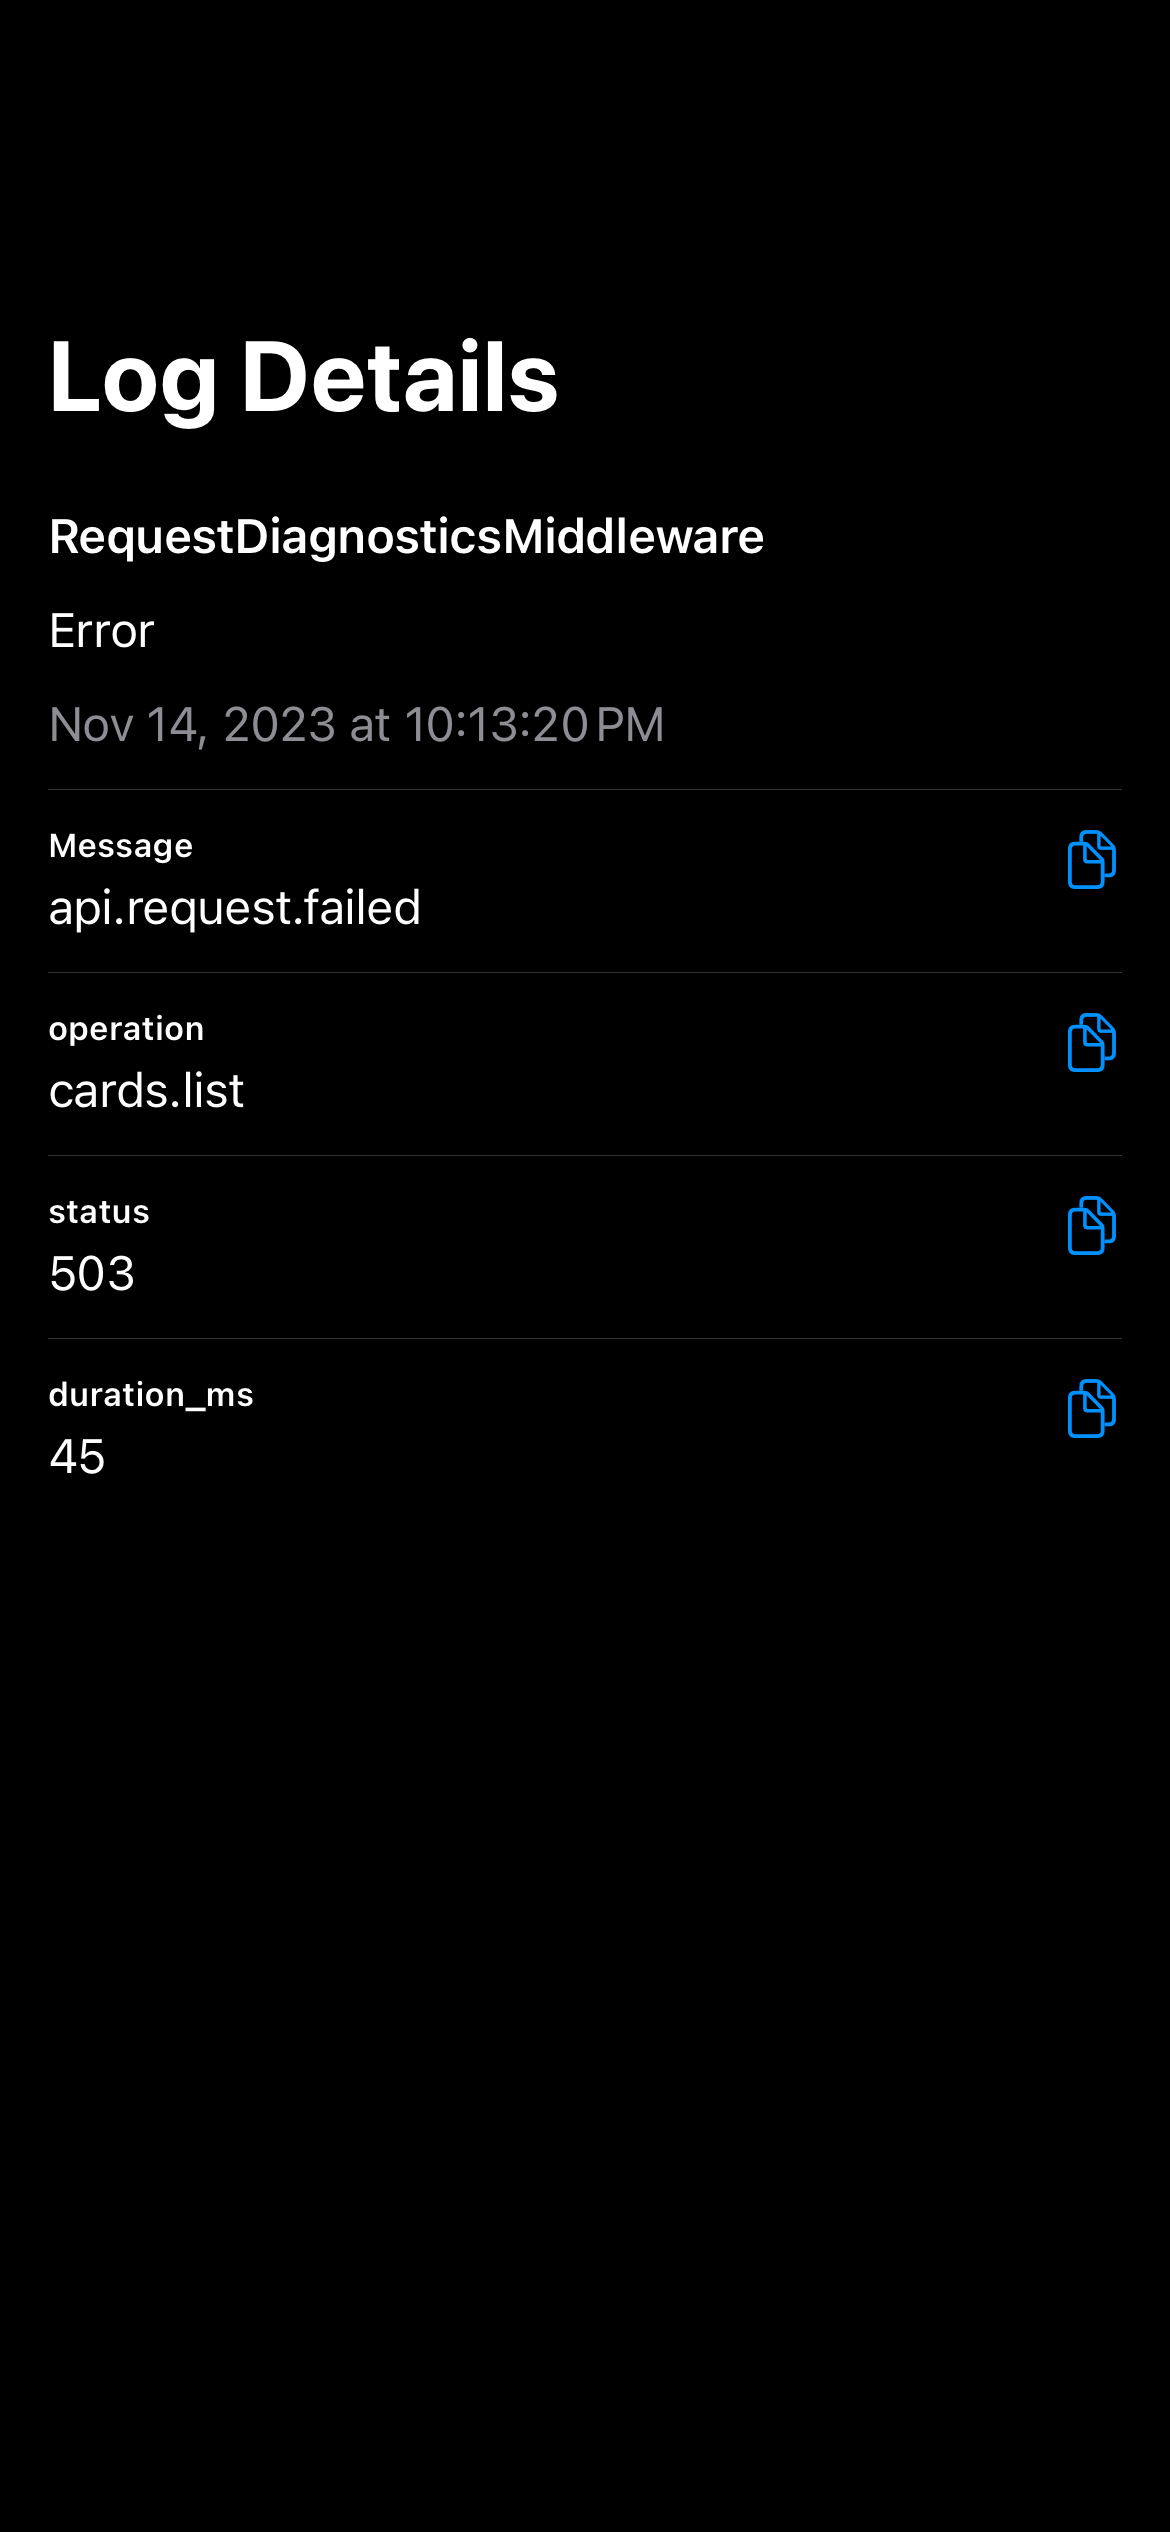 Log Details
RequestDiagnosticsMiddleware
Error
Nov 14, 2023 at 10:13:20 PM
Message
api.request.failed
operation
cards.list
status
503
duration_ms
45